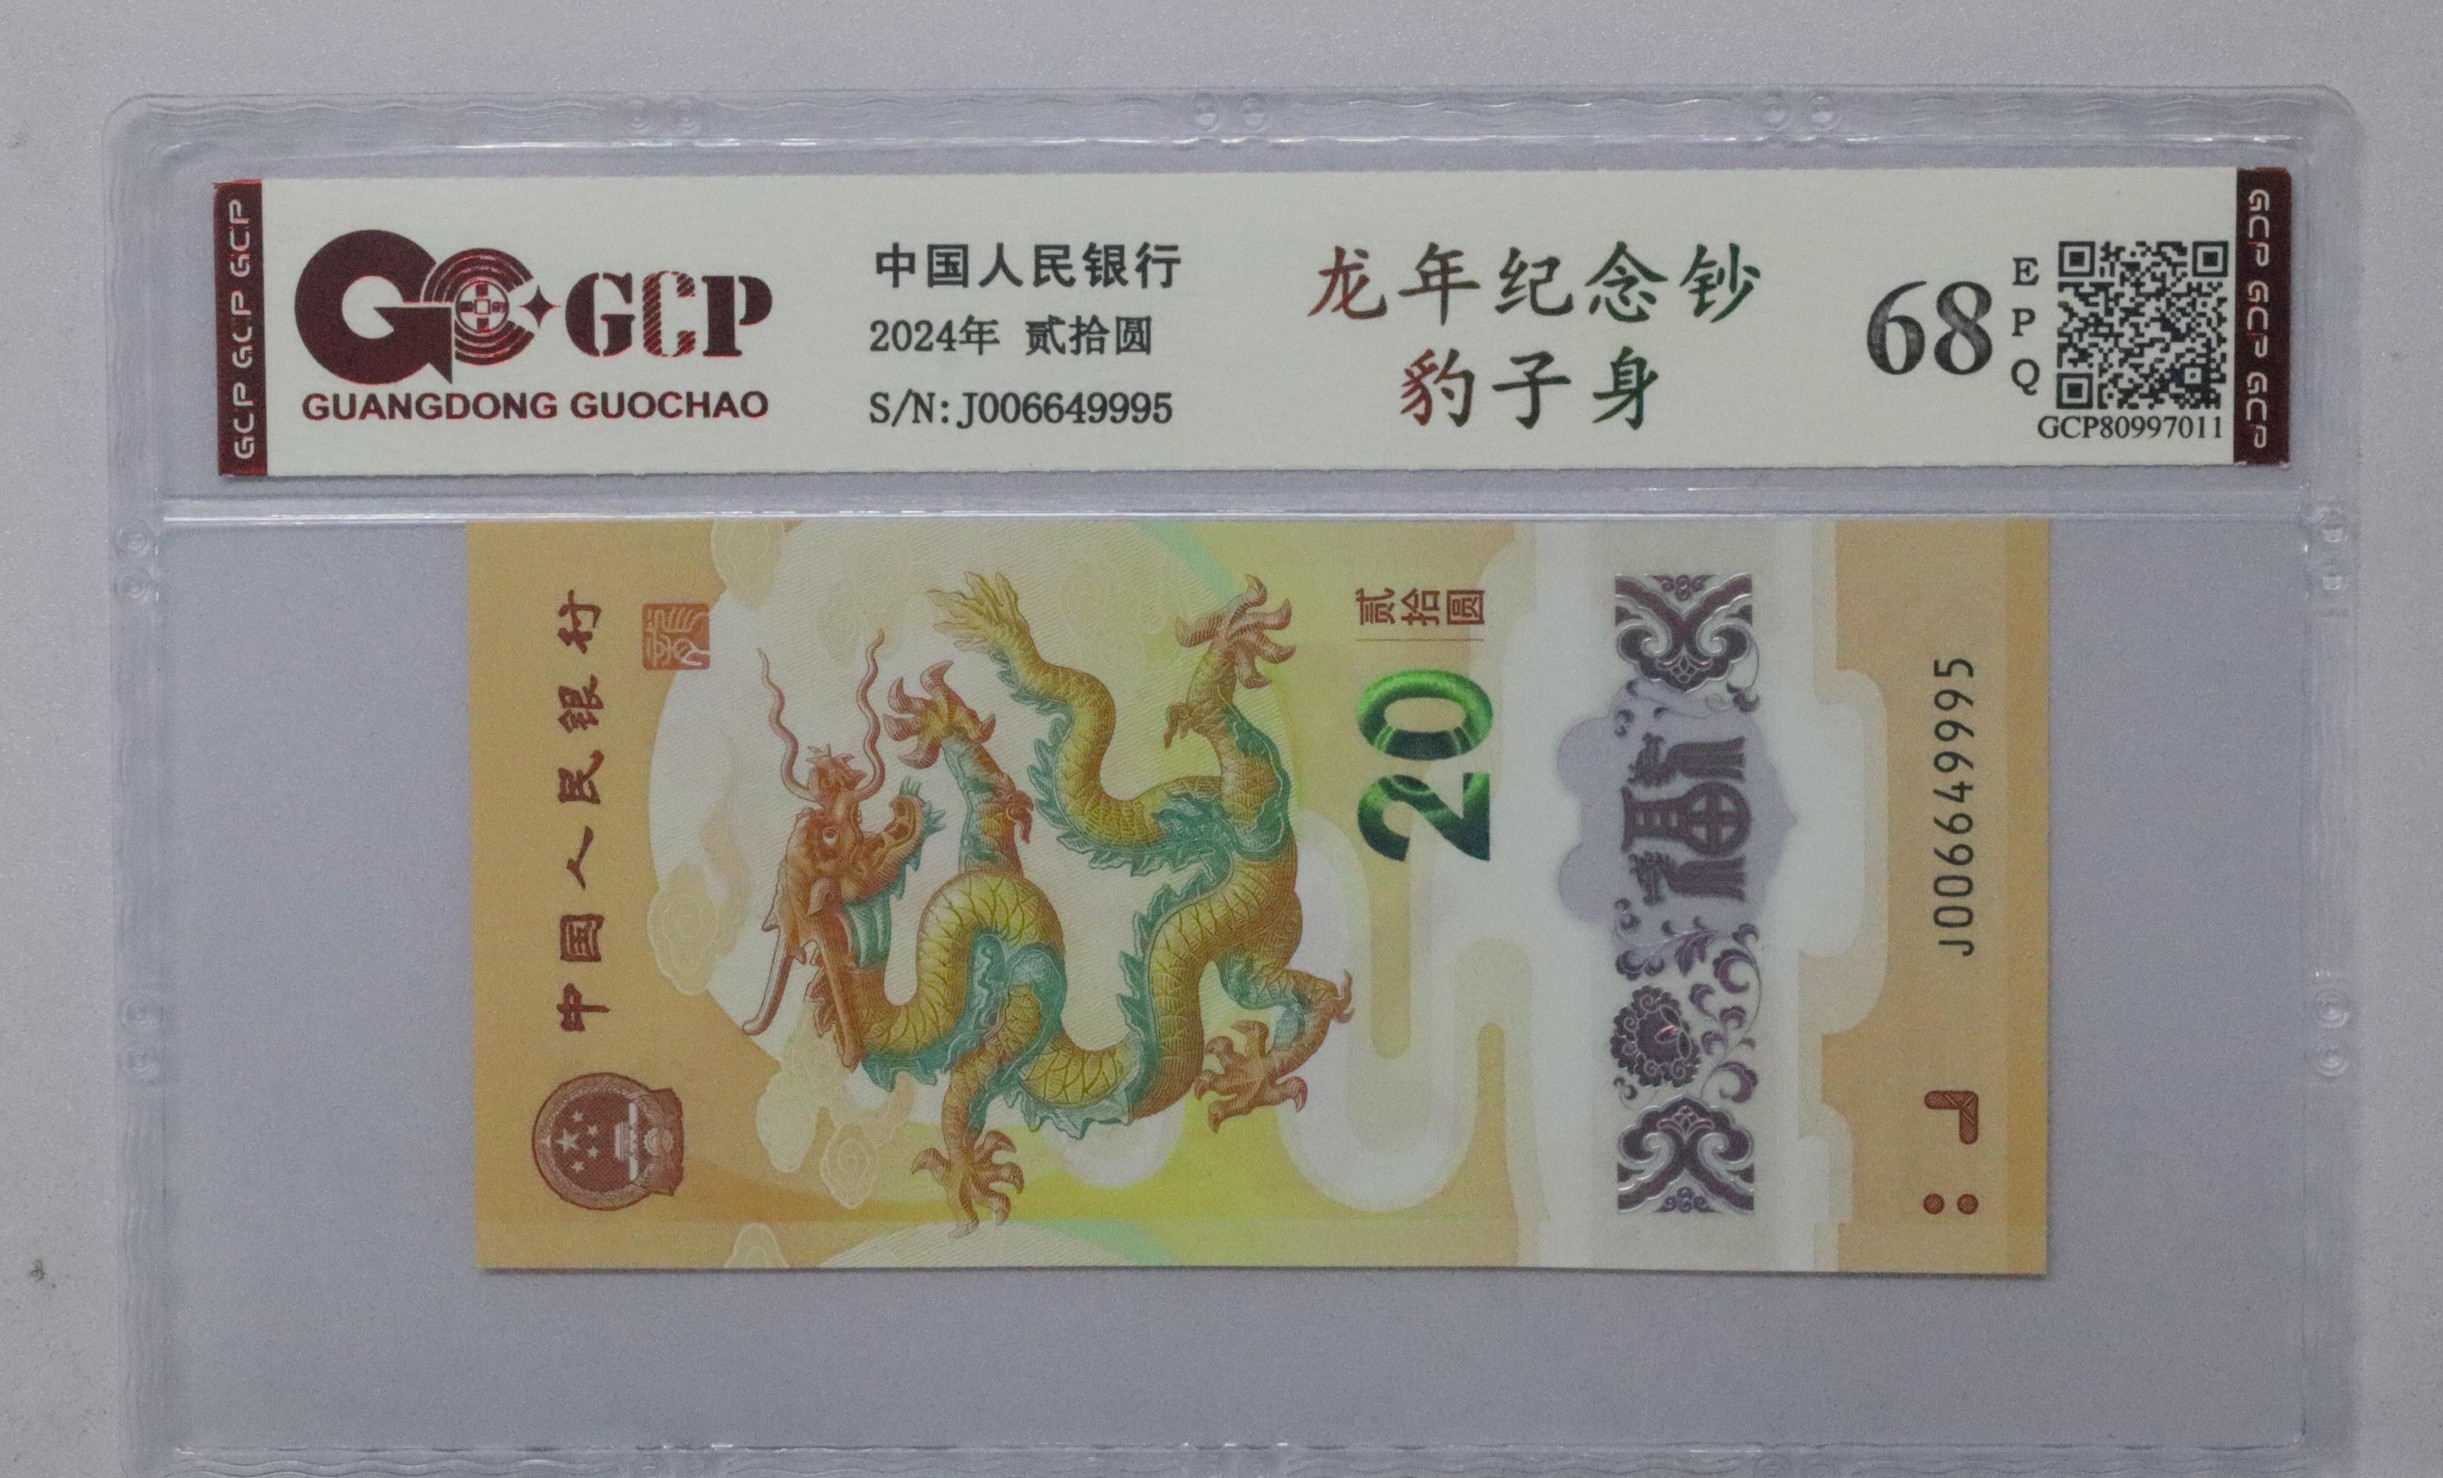 GCP GCP GCP
GCP
GUANGDONG GUOCHAO
中国人民银行
2024年 贰拾圆
S/N: J006649995
龙年纪念钞
豹子身
68
E
P
Q
GCP80997011
GCP GCP GCP
中国人民银行
贰拾圆
20
J006649995